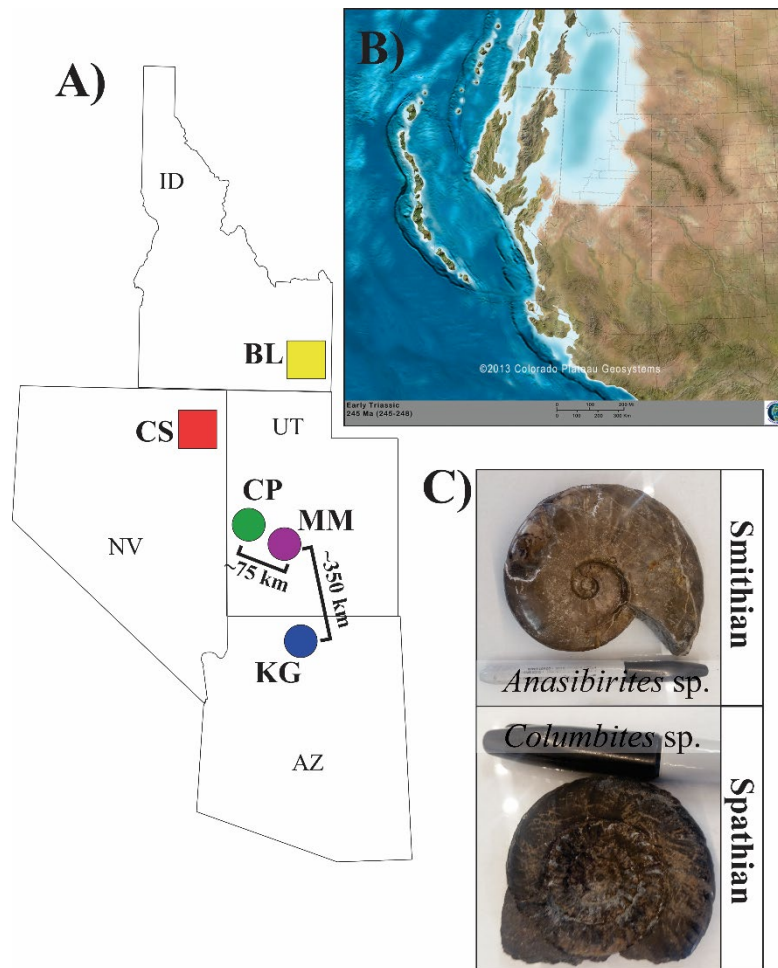 A)
ID
BL
CS
UT
CP
MM
NV
~75 km
~350 km
KG
AZ
B)
©2013 Colorado Plateau Geosystems
Early Triassic
245 Ma (245-248)
C)
Smithian
Anasibirites sp.
Columbites sp.
Spathian